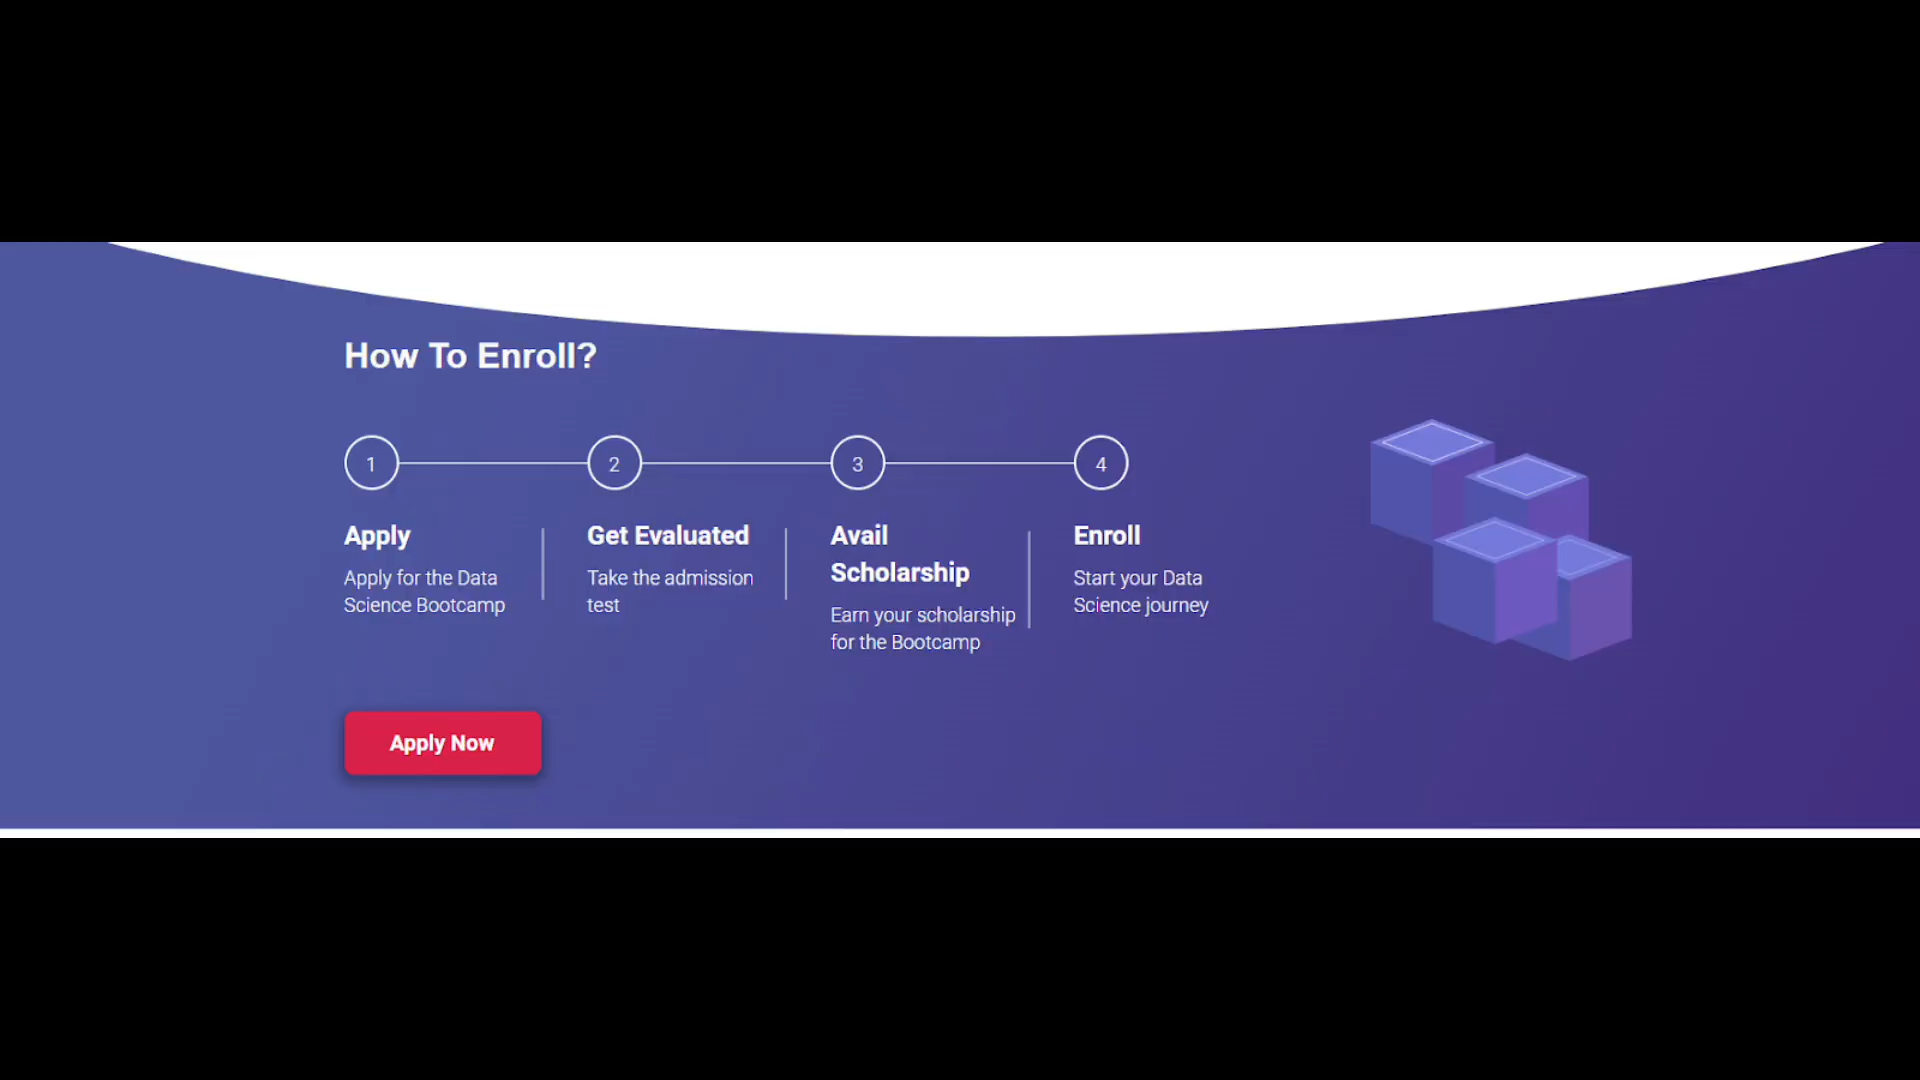 How To Enroll?
1
2
3
4
Apply
Apply for the Data
Science Bootcamp
Get Evaluated
Take the admission
test
Avail
Scholarship
Earn your scholarship
for the Bootcamp
Enroll
Start your Data
Science journey
Apply Now